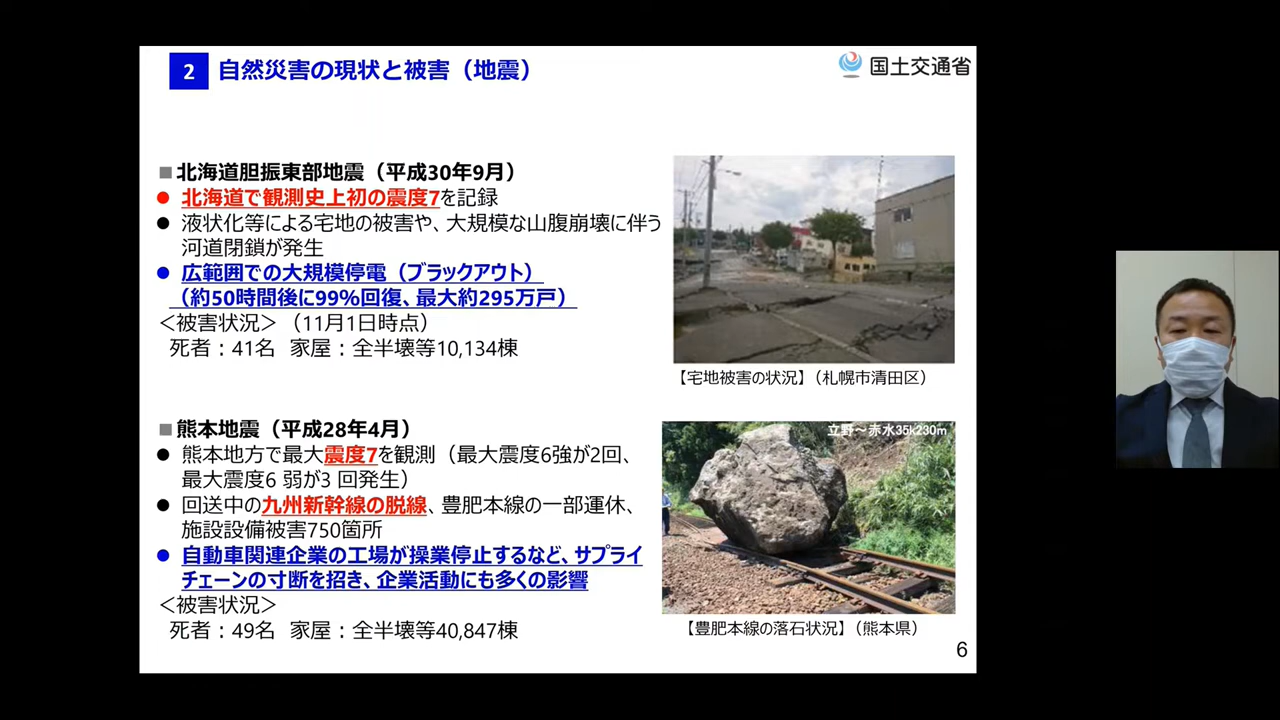 2 自然災害の現状と被害（地震）
国土交通省
■北海道胆振東部地震（平成30年9月）
● 北海道で観測史上初の震度7を記録
● 液状化等による宅地の被害や、大規模な山腹崩壊に伴う
河道閉鎖が発生
● 広範囲での大規模停電（ブラックアウト）
（約50時間後に99%回復、最大約295万戸）
＜被害状況＞（11月1日時点）
死者：41名 家屋：全半壊等10,134棟
【宅地被害の状況】（札幌市清田区）
■熊本地震（平成28年4月）
● 熊本地方で最大震度7を観測（最大震度6強が2回、
最大震度6 弱が3 回発生）
● 回送中の九州新幹線の脱線、豊肥本線の一部運休、
施設設備被害750箇所
● 自動車関連企業の工場が操業停止するなど、サプライ
チェーンの寸断を招き、企業活動にも多くの影響
＜被害状況＞
死者：49名 家屋：全半壊等40,847棟
立野～赤水35k230m
【豊肥本線の落石状況】（熊本県）
6